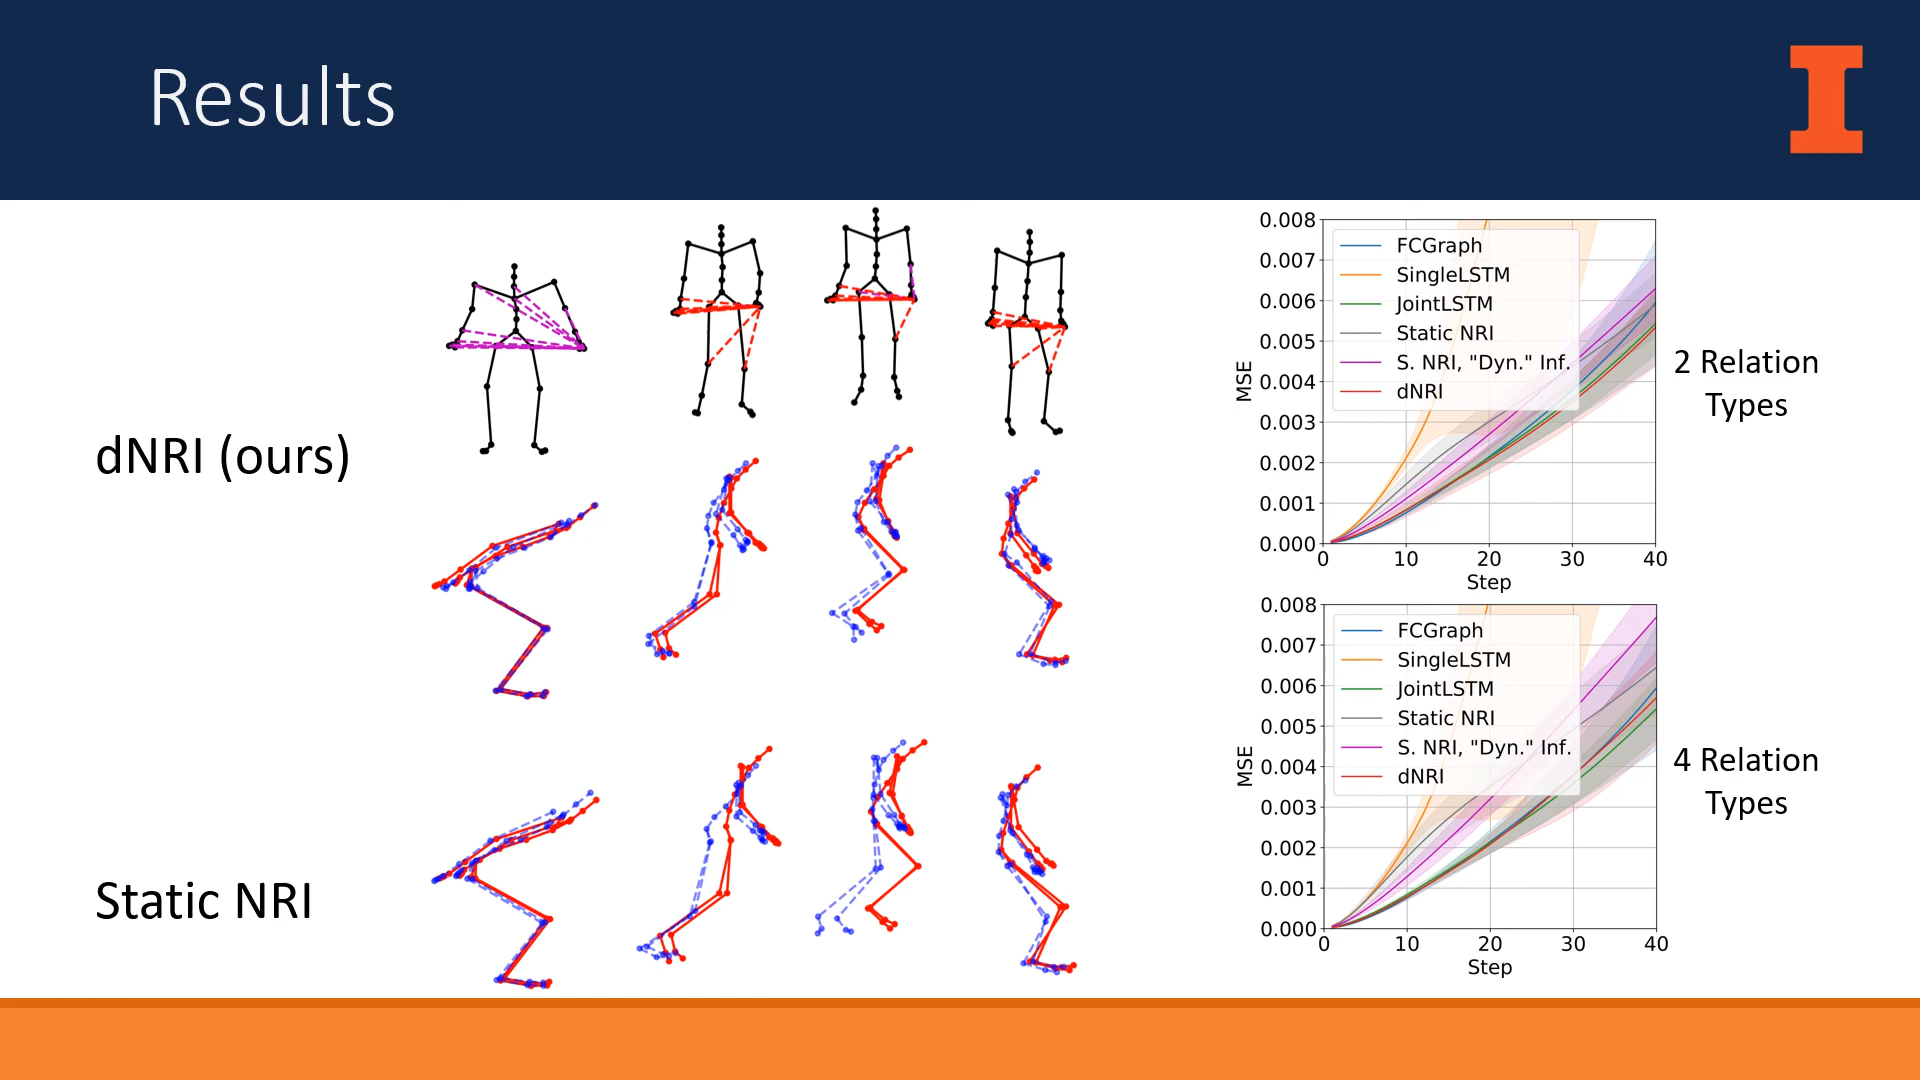 Results
I
dNRI (ours)
Static NRI
0.008
0.007
0.006
0.005
0.004
0.003
0.002
0.001
0.000
MSE
FCGraph
SingleLSTM
JointLSTM
Static NRI
S. NRI, "Dyn." Inf.
dNRI
0 10 20 30 40
Step
2 Relation
Types
0.008
0.007
0.006
0.005
0.004
0.003
0.002
0.001
0.000
MSE
FCGraph
SingleLSTM
JointLSTM
Static NRI
S. NRI, "Dyn." Inf.
dNRI
0 10 20 30 40
Step
4 Relation
Types